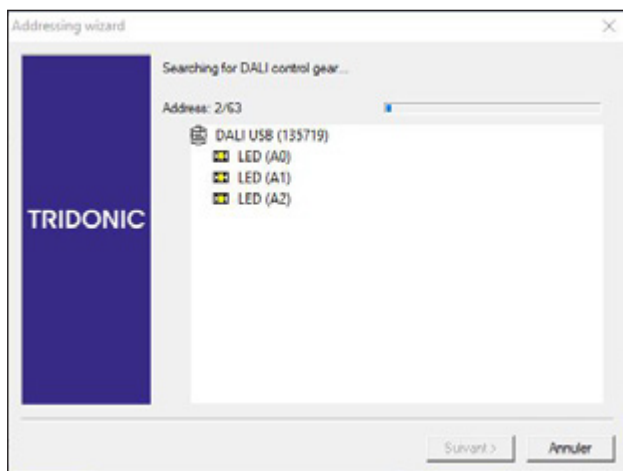 Addressing wizard
Searching for DALI control gear...
Address: 2/63
DALI USB (135719)
LED (A0)
LED (A1)
LED (A2)
TRIDONIC
Suivant >
Annuler